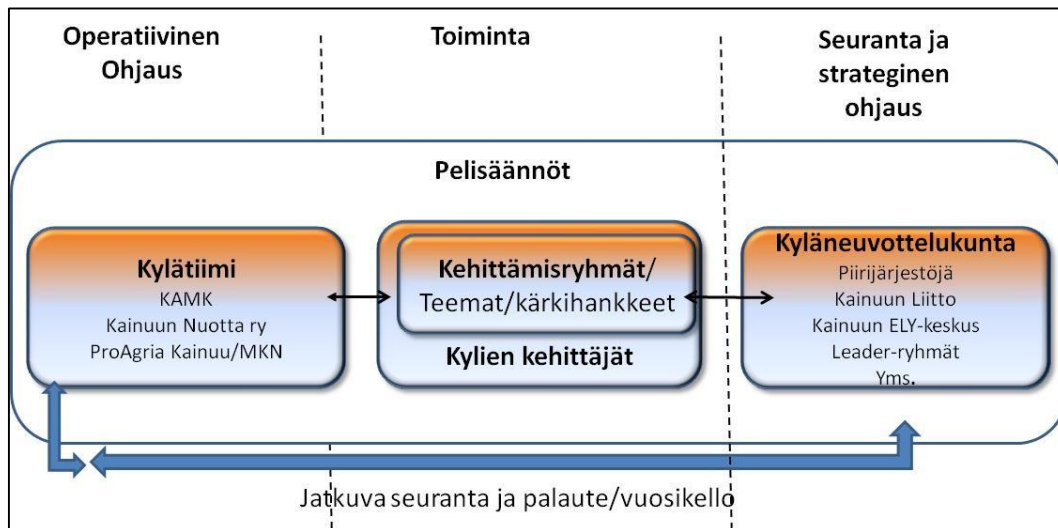 Operatiivinen
Ohjaus
Toiminta
Seuranta ja
strateginen
ohjaus
Pelisäännöt
Kylätiimi
KAMK
Kainuun Nuotta ry
ProAgria Kainuu/MKN
Kehittämisryhmät/
Teemat/kärkihankkeet
Kylien kehittäjät
Kyläneuvottelukunta
Piirijärjestöjä
Kainuun Liitto
Kainuun ELY-keskus
Leader-ryhmät
Yms.
Jatkuva seuranta ja palaute/vuosikello